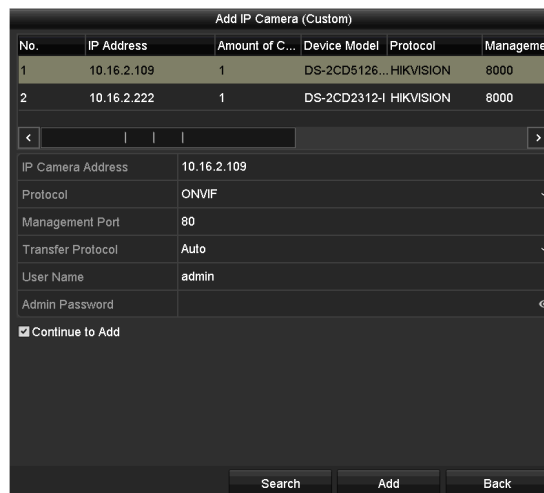 Add IP Camera (Custom)
No. IP Address Amount of C... Device Model Protocol Manageme
1 10.16.2.109 1 DS-2CD5126... HIKVISION 8000
2 10.16.2.222 1 DS-2CD2312-I HIKVISION 8000
IP Camera Address 10.16.2.109
Protocol ONVIF
Management Port 80
Transfer Protocol Auto
User Name admin
Admin Password
Continue to Add
Search Add Back